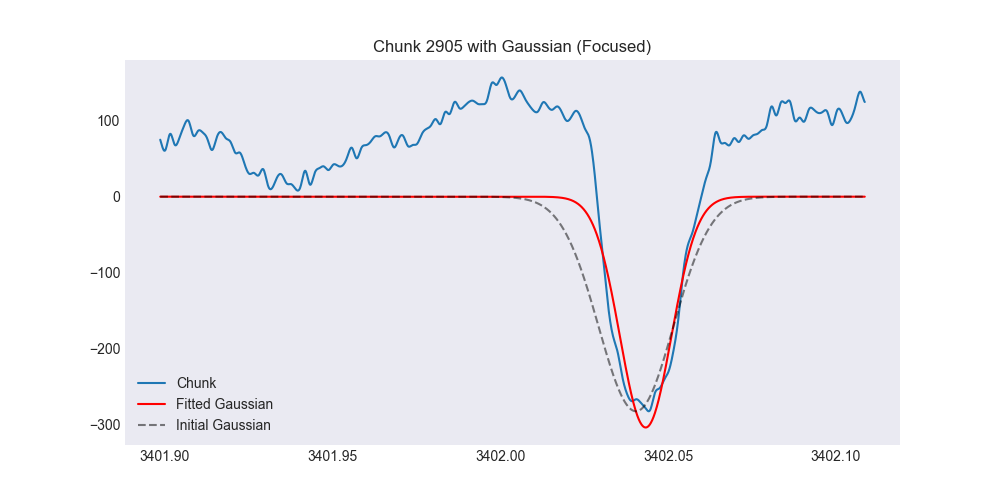 Chunk 2905 with Gaussian (Focused)
100
0
−100
−200
−300
Chunk
Fitted Gaussian
Initial Gaussian
3401.90 3401.95 3402.00 3402.05 3402.10